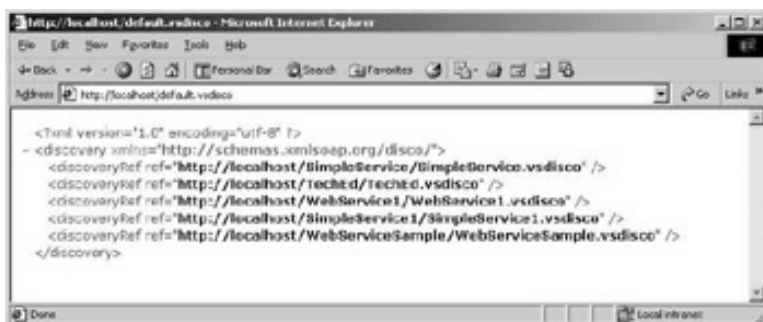 http://localhost/default.vsdisco - Microsoft Internet Explorer
File Edit View Favorites Tools Help
Back Personal Bar Search Favorites
Address http://localhost/default.vsdisco Go Links »
<?xml version="1.0" encoding="utf-8" ?>
- <discovery xmlns="http://schemas.xmlsoap.org/disco/">
<discoveryRef ref="http://localhost/SimpleService/SimpleService.vsdisco" />
<discoveryRef ref="http://localhost/TechEd/TechEd.vsdisco" />
<discoveryRef ref="http://localhost/WebService1/WebService1.vsdisco" />
<discoveryRef ref="http://localhost/SimpleService1/SimpleService1.vsdisco" />
<discoveryRef ref="http://localhost/WebServiceSample/WebServiceSample.vsdisco" />
</discovery>
Done Local intranet